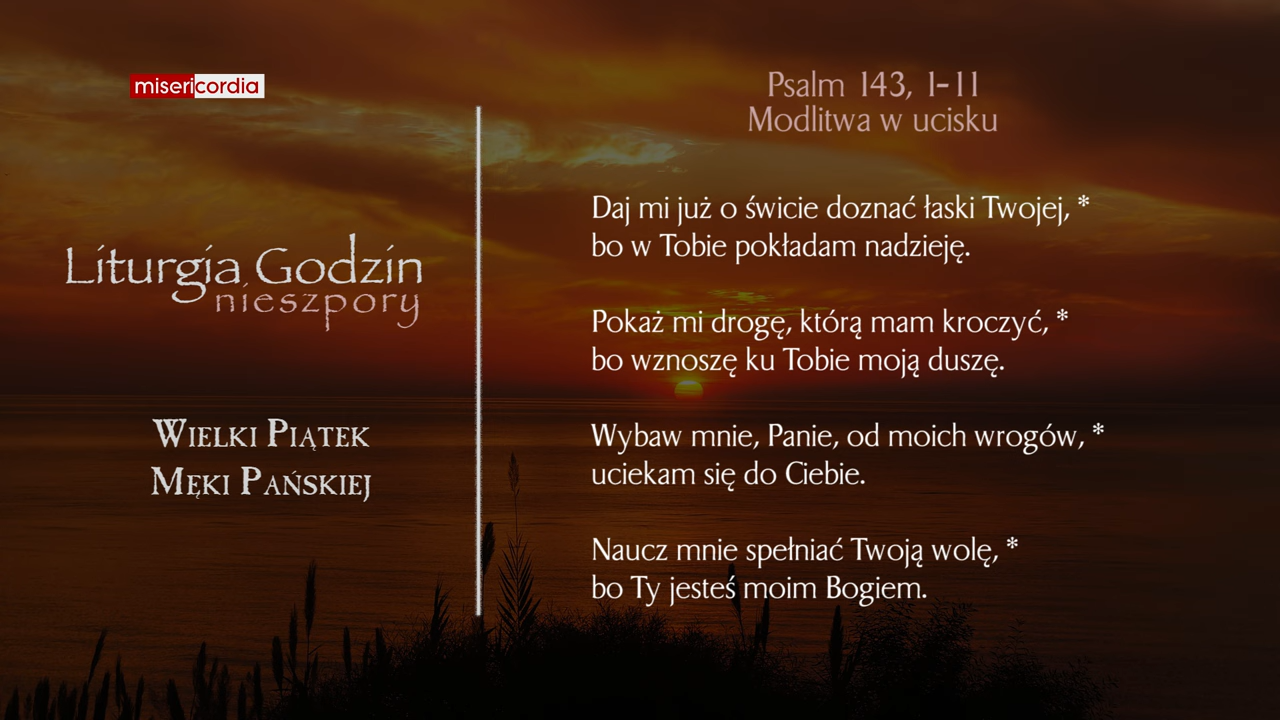 misericordia
Liturgia Godzin
nieszpory
Wielki Piątek
Męki Pańskiej
Psalm 143, 1-11
Modlitwa w ucisku
Daj mi już o świcie doznać łaski Twojej, *
bo w Tobie pokładam nadzieję.
Pokaż mi drogę, którą mam kroczyć, *
bo wznoszę ku Tobie moją duszę.
Wybaw mnie, Panie, od moich wrogów, *
uciekam się do Ciebie.
Naucz mnie spełniać Twoją wolę, *
bo Ty jesteś moim Bogiem.